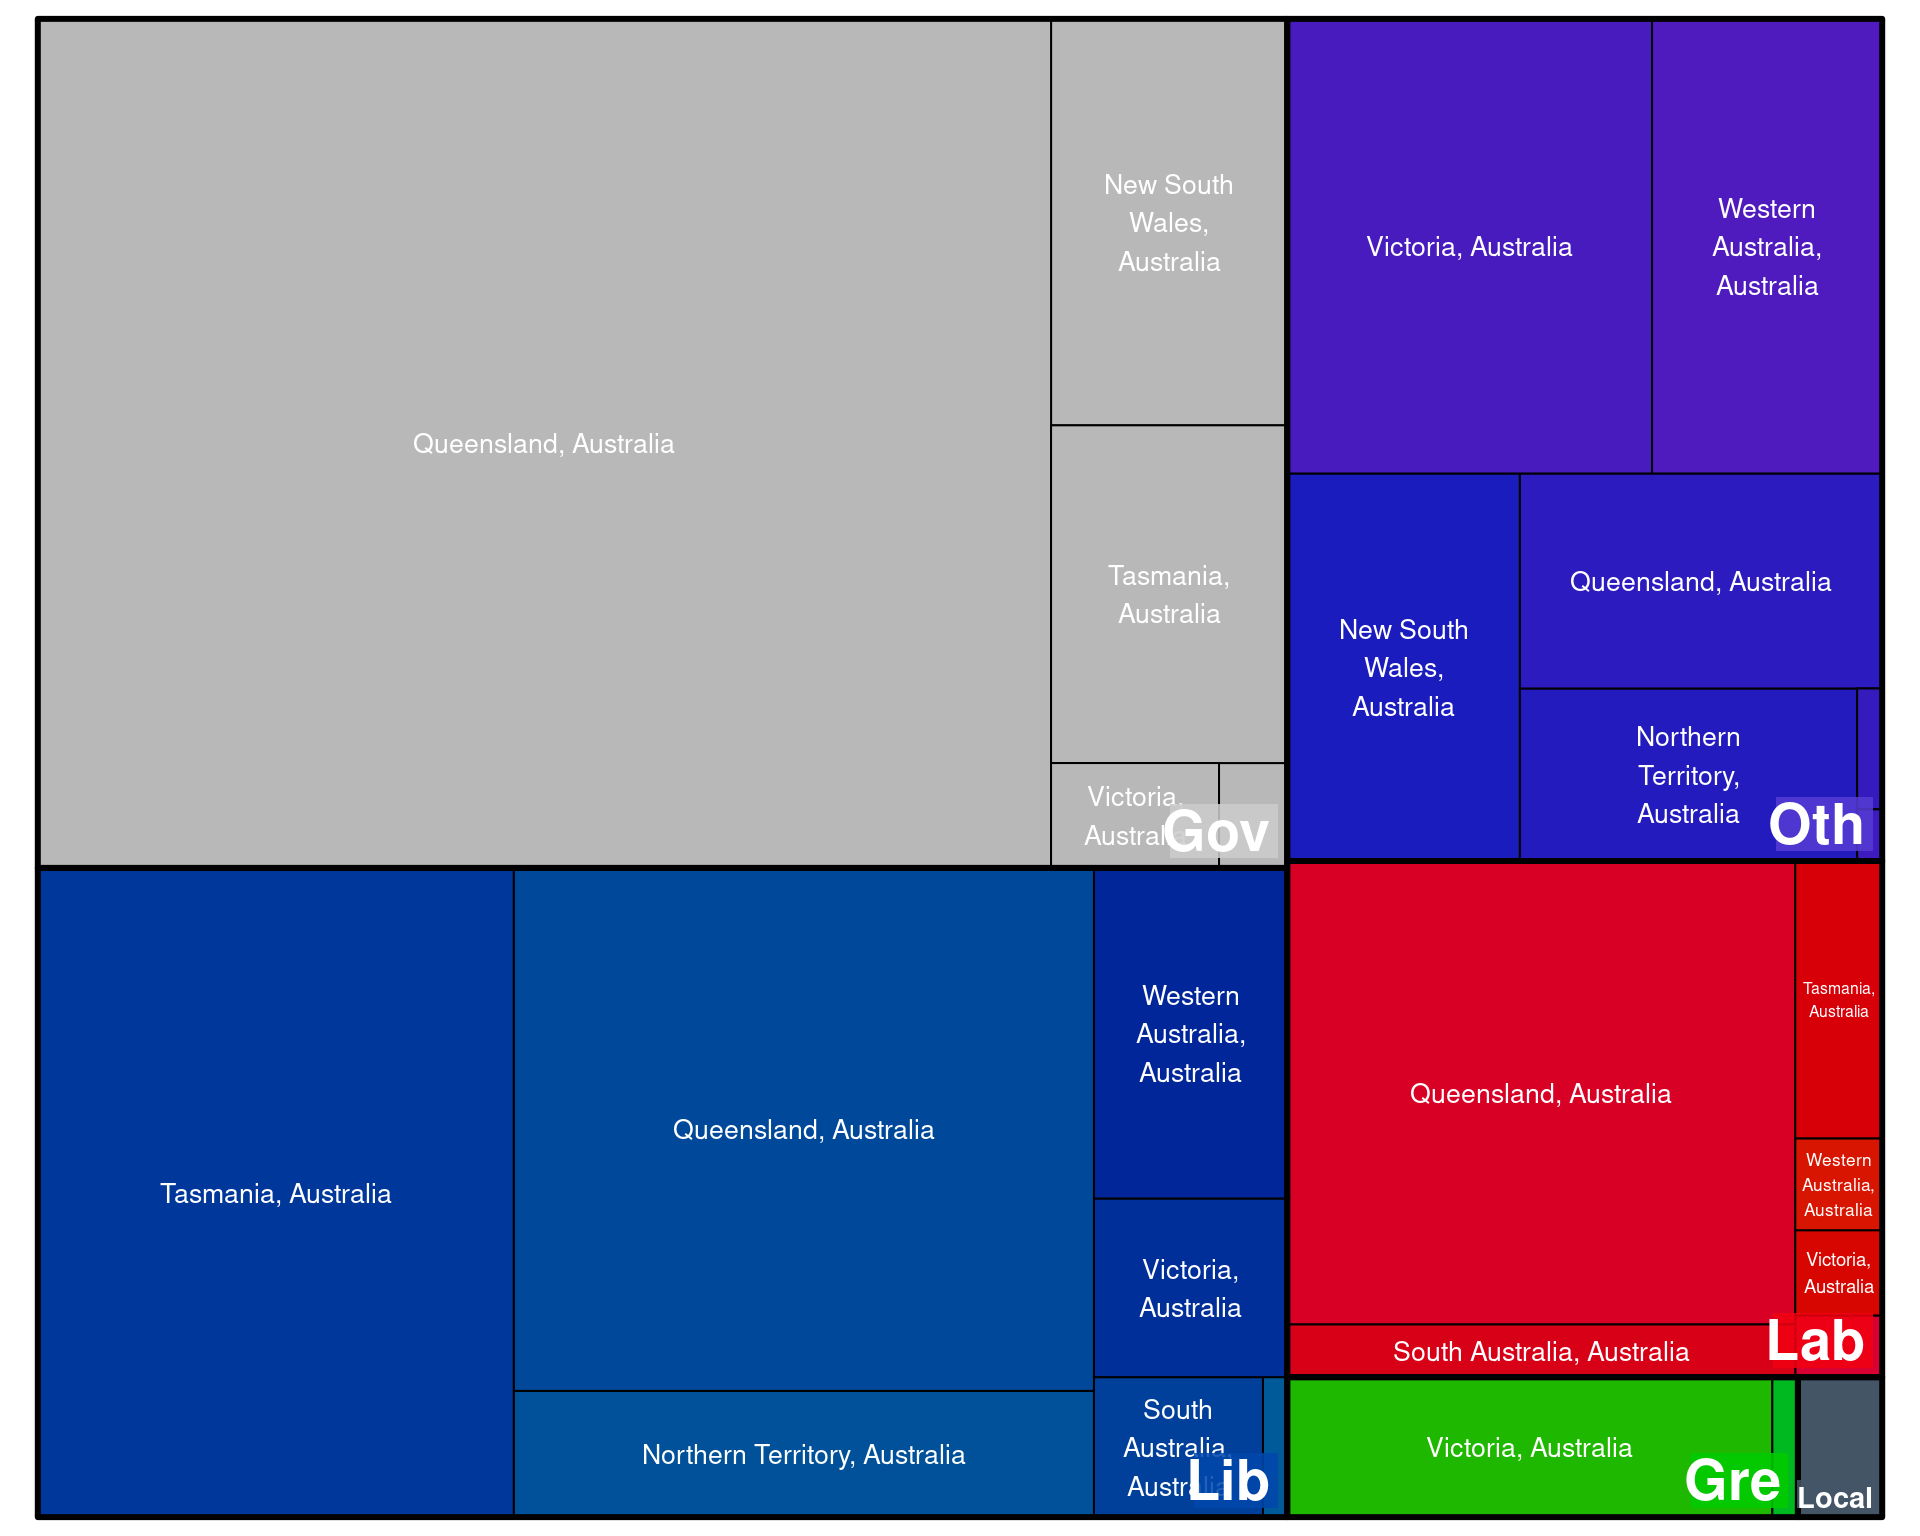 Queensland, Australia
New South
Wales,
Australia
Tasmania,
Australia
Victoria,
Australia
Gov
Victoria, Australia
Western
Australia,
Australia
New South
Wales,
Australia
Queensland, Australia
Northern
Territory,
Australia
Oth
Tasmania, Australia
Queensland, Australia
Northern Territory, Australia
Western
Australia,
Australia
Victoria,
Australia
South
Australia,
Australia
Lib
Queensland, Australia
Tasmania,
Australia
Western
Australia,
Australia
Victoria,
Australia
South Australia, Australia
Lab
Victoria, Australia
Gre
Local